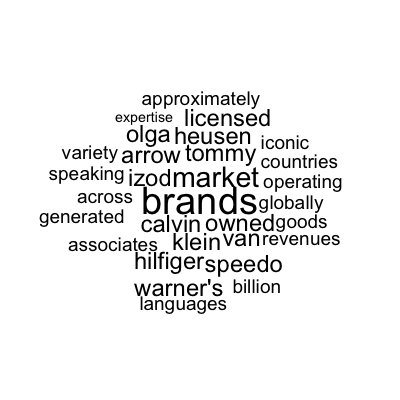 approximately
expertise licensed
olga heusen iconic
variety arrow tommy countries
speaking izod market operating
across brands globally
generated calvin owned goods
associates klein van revenues
hilfiger speedo
warner's billion
languages